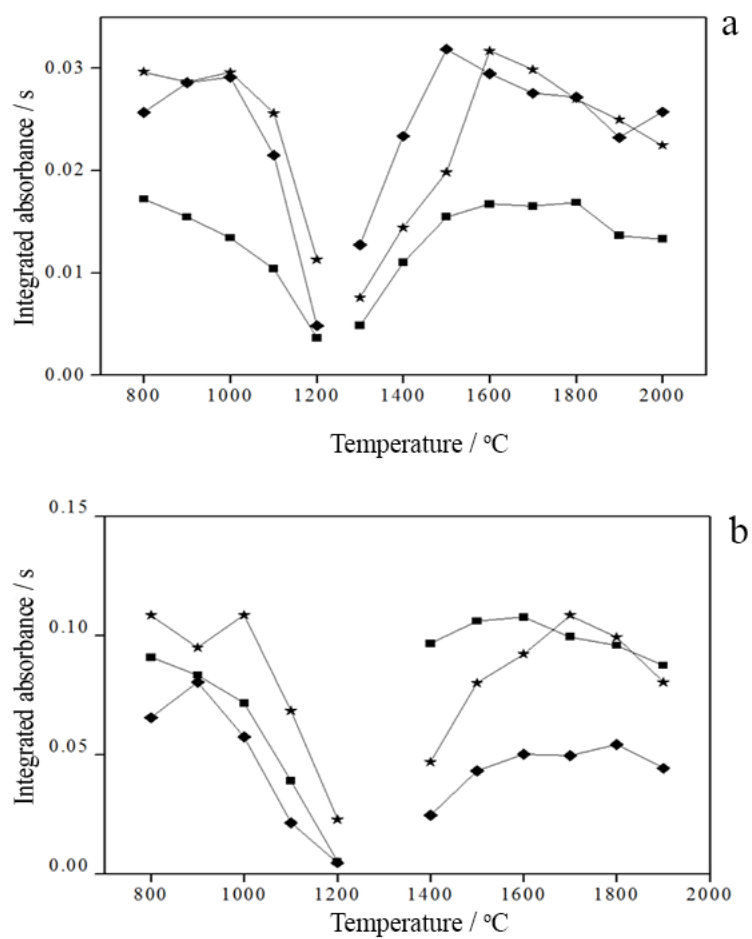 a
0.03
0.02
0.01
0.00
Integrated absorbance / s
800 1000 1200 1400 1600 1800 2000
Temperature / °C
b
0.15
0.10
0.05
0.00
Integrated absorbance / s
800 1000 1200 1400 1600 1800 2000
Temperature / °C